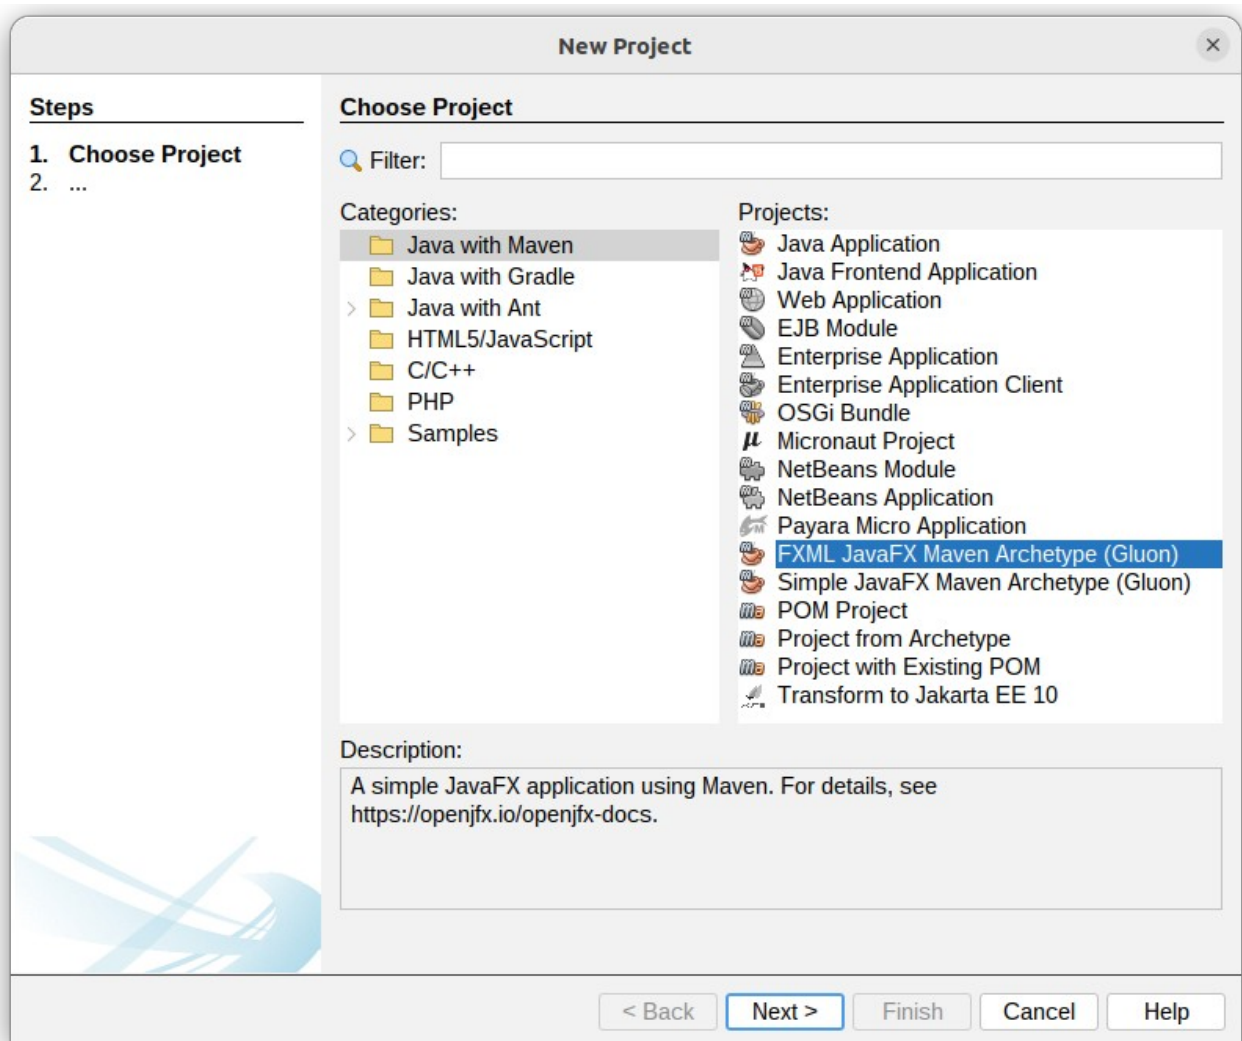 New Project
Steps
1. Choose Project
2. ...
Choose Project
Filter:
Categories:
Java with Maven
Java with Gradle
Java with Ant
HTML5/JavaScript
C/C++
PHP
Samples
Projects:
Java Application
Java Frontend Application
Web Application
EJB Module
Enterprise Application
Enterprise Application Client
OSGi Bundle
Micronaut Project
NetBeans Module
NetBeans Application
Payara Micro Application
FXML JavaFX Maven Archetype (Gluon)
Simple JavaFX Maven Archetype (Gluon)
POM Project
Project from Archetype
Project with Existing POM
Transform to Jakarta EE 10
Description:
A simple JavaFX application using Maven. For details, see
https://openjfx.io/openjfx-docs.
< Back Next > Finish Cancel Help